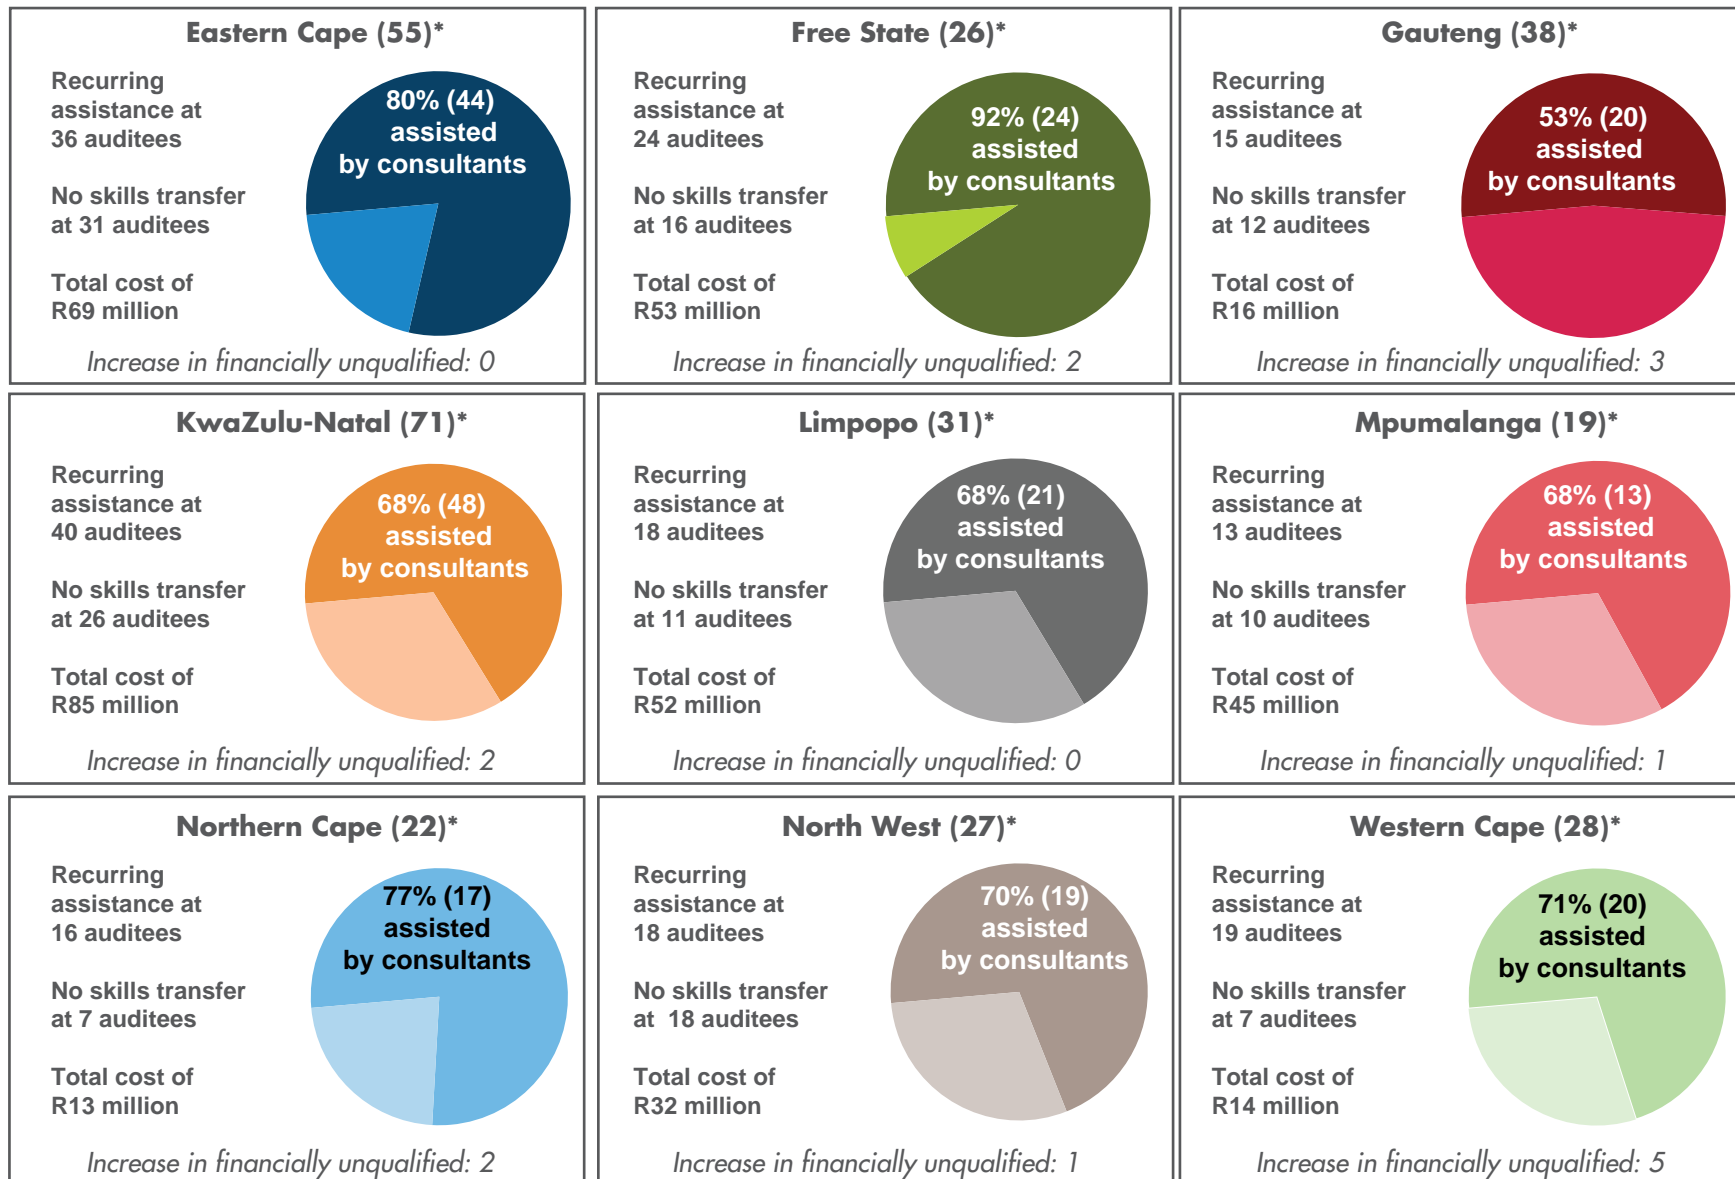 Eastern Cape (55)*
Recurring
assistance at
36 auditees
No skills transfer
at 31 auditees
Total cost of
R69 million
80% (44)
assisted
by consultants
Increase in financially unqualified: 0
Free State (26)*
Recurring
assistance at
24 auditees
No skills transfer
at 16 auditees
Total cost of
R53 million
92% (24)
assisted
by consultants
Increase in financially unqualified: 2
Gauteng (38)*
Recurring
assistance at
15 auditees
No skills transfer
at 12 auditees
Total cost of
R16 million
53% (20)
assisted
by consultants
Increase in financially unqualified: 3
KwaZulu-Natal (71)*
Recurring
assistance at
40 auditees
No skills transfer
at 26 auditees
Total cost of
R85 million
68% (48)
assisted
by consultants
Increase in financially unqualified: 2
Limpopo (31)*
Recurring
assistance at
18 auditees
No skills transfer
at 11 auditees
Total cost of
R52 million
68% (21)
assisted
by consultants
Increase in financially unqualified: 0
Mpumalanga (19)*
Recurring
assistance at
13 auditees
No skills transfer
at 10 auditees
Total cost of
R45 million
68% (13)
assisted
by consultants
Increase in financially unqualified: 1
Northern Cape (22)*
Recurring
assistance at
16 auditees
No skills transfer
at 7 auditees
Total cost of
R13 million
77% (17)
assisted
by consultants
Increase in financially unqualified: 2
North West (27)*
Recurring
assistance at
18 auditees
No skills transfer
at 18 auditees
Total cost of
R32 million
70% (19)
assisted
by consultants
Increase in financially unqualified: 1
Western Cape (28)*
Recurring
assistance at
19 auditees
No skills transfer
at 7 auditees
Total cost of
R14 million
71% (20)
assisted
by consultants
Increase in financially unqualified: 5